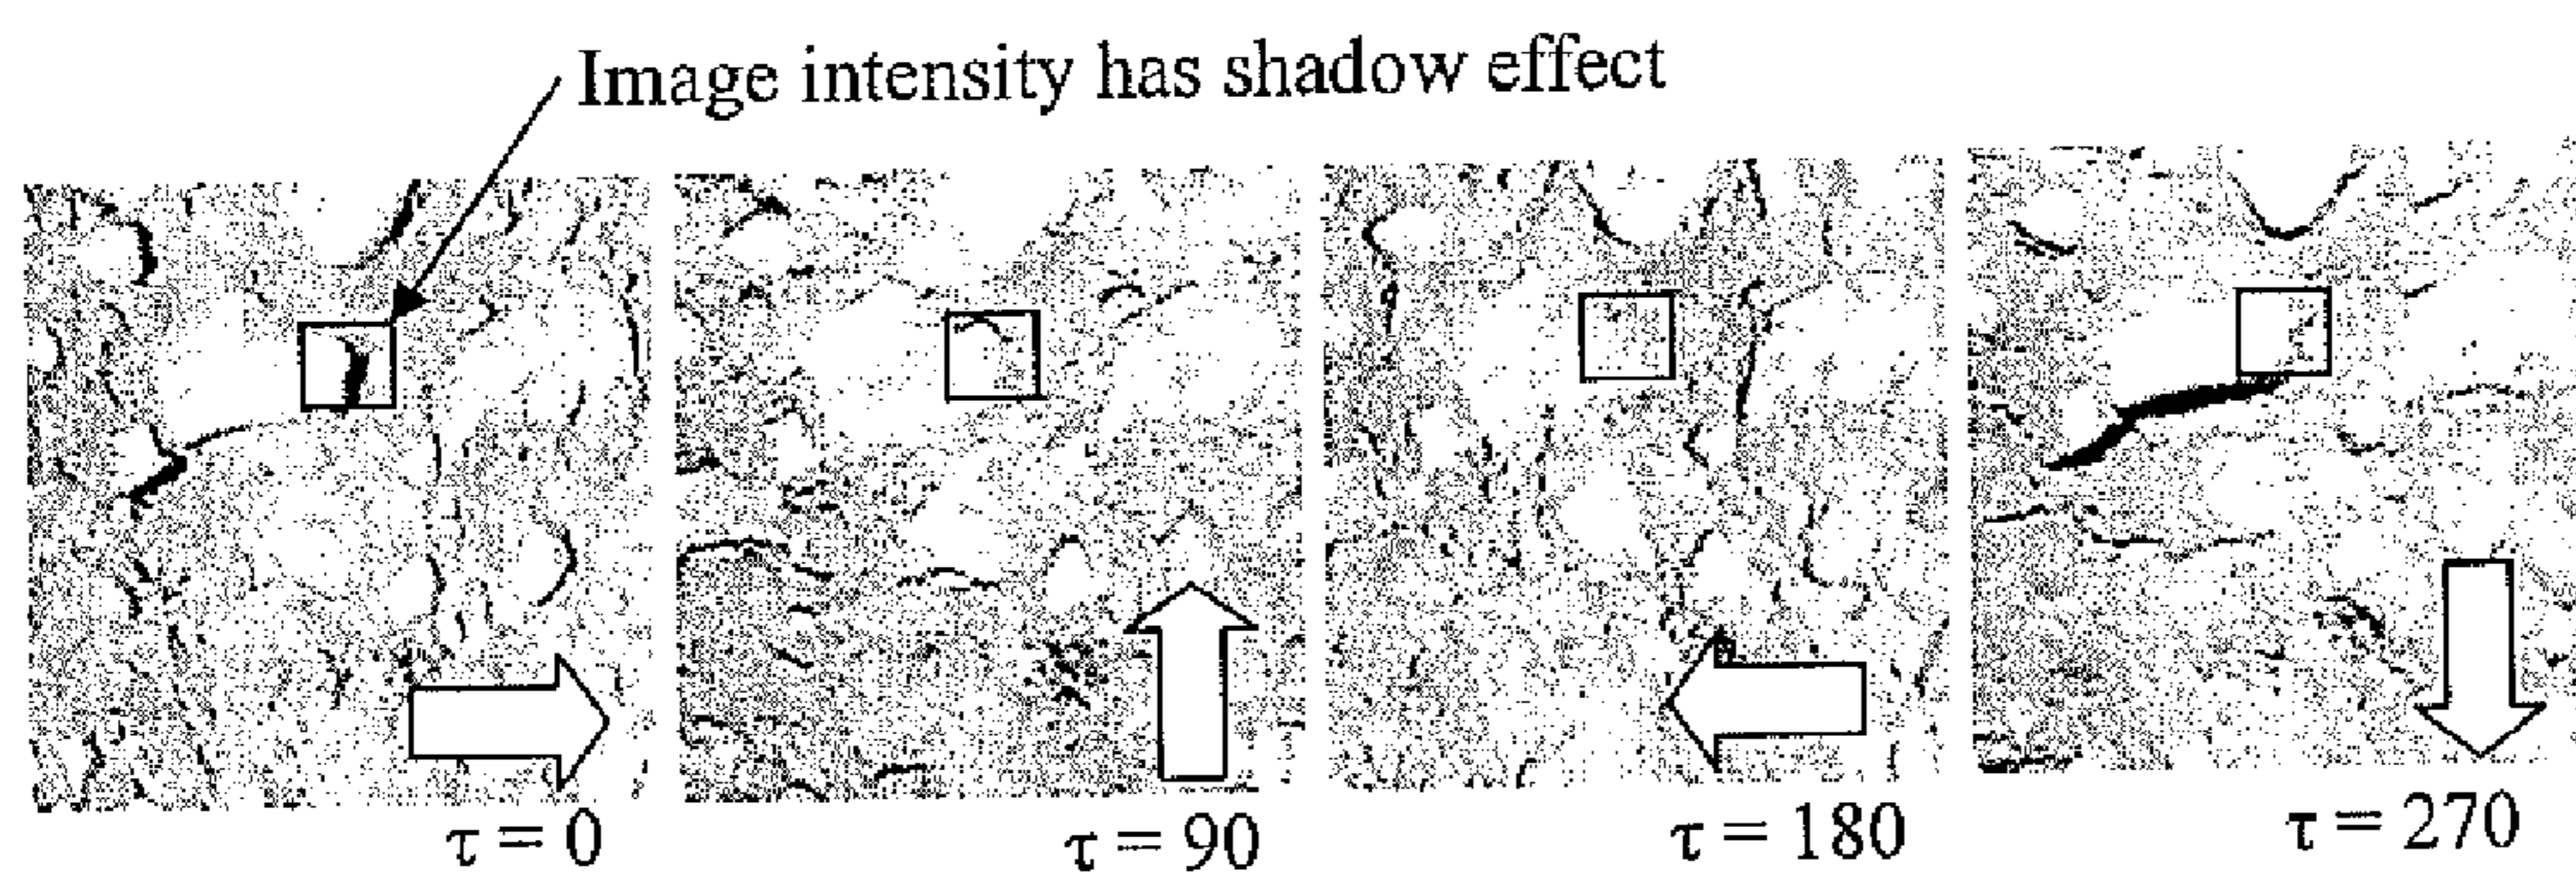 Image intensity has shadow effect
τ = 0
τ = 90
τ = 180
τ = 270